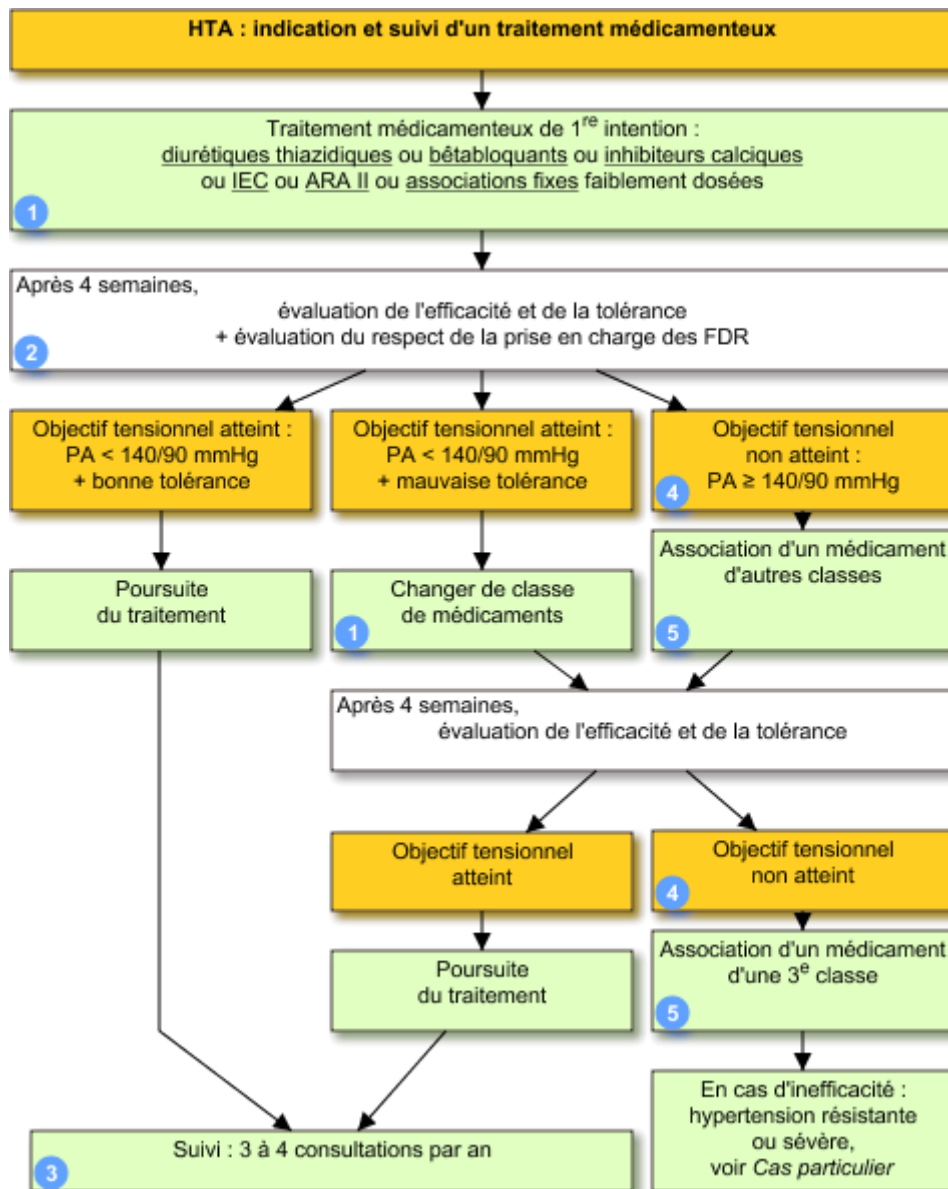 HTA : indication et suivi d'un traitement médicamenteux
Traitement médicamenteux de 1re intention :
diurétiques thiazidiques ou bêtabloquants ou inhibiteurs calciques
ou IEC ou ARA II ou associations fixes faiblement dosées
1
Après 4 semaines,
évaluation de l'efficacité et de la tolérance
+ évaluation du respect de la prise en charge des FDR
2
Objectif tensionnel atteint :
PA < 140/90 mmHg
+ bonne tolérance
Objectif tensionnel atteint :
PA < 140/90 mmHg
+ mauvaise tolérance
Objectif tensionnel
non atteint :
PA ≥ 140/90 mmHg
4
Poursuite
du traitement
Changer de classe
de médicaments
1
Association d'un médicament
d'autres classes
5
Après 4 semaines,
évaluation de l'efficacité et de la tolérance
Objectif tensionnel
atteint
Objectif tensionnel
non atteint
4
Poursuite
du traitement
Association d'un médicament
d'une 3e classe
5
Suivi : 3 à 4 consultations par an
3
En cas d'inefficacité :
hypertension résistante
ou sévère,
voir Cas particulier